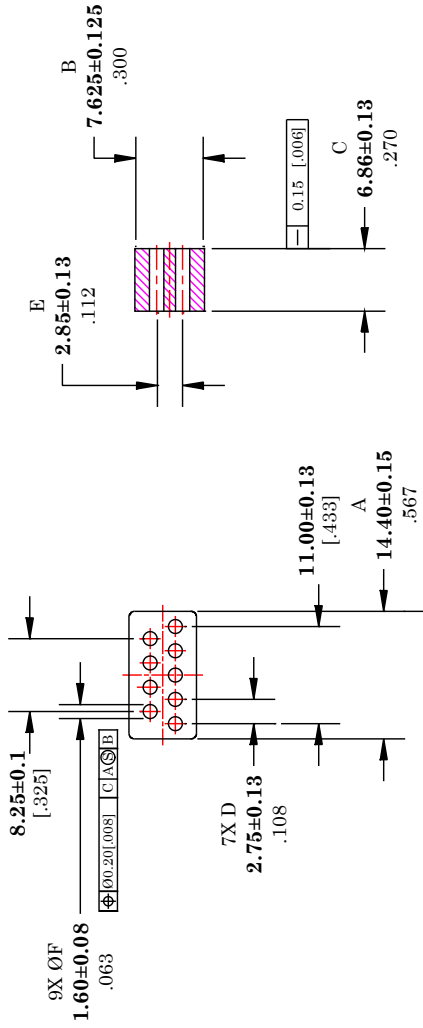 B
7.625±0.125
.300
E
2.85±0.13
.112
0.15 [.006]
C
6.86±0.13
.270
8.25±0.1
[.325]
11.00±0.13
[.433]
A
14.40±0.15
.567
⌖ Ø0.20[.008] C AⓈ B
7X D
2.75±0.13
.108
9X ØF
1.60±0.08
.063